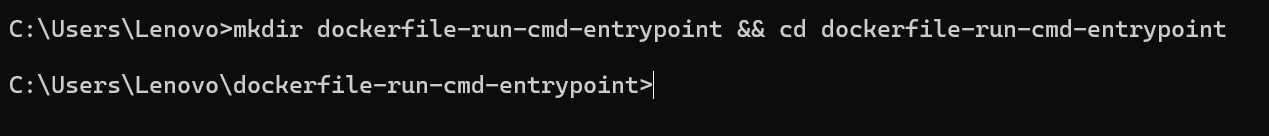 C:\Users\Lenovo>mkdir dockerfile-run-cmd-entrypoint && cd dockerfile-run-cmd-entrypoint
C:\Users\Lenovo\dockerfile-run-cmd-entrypoint>